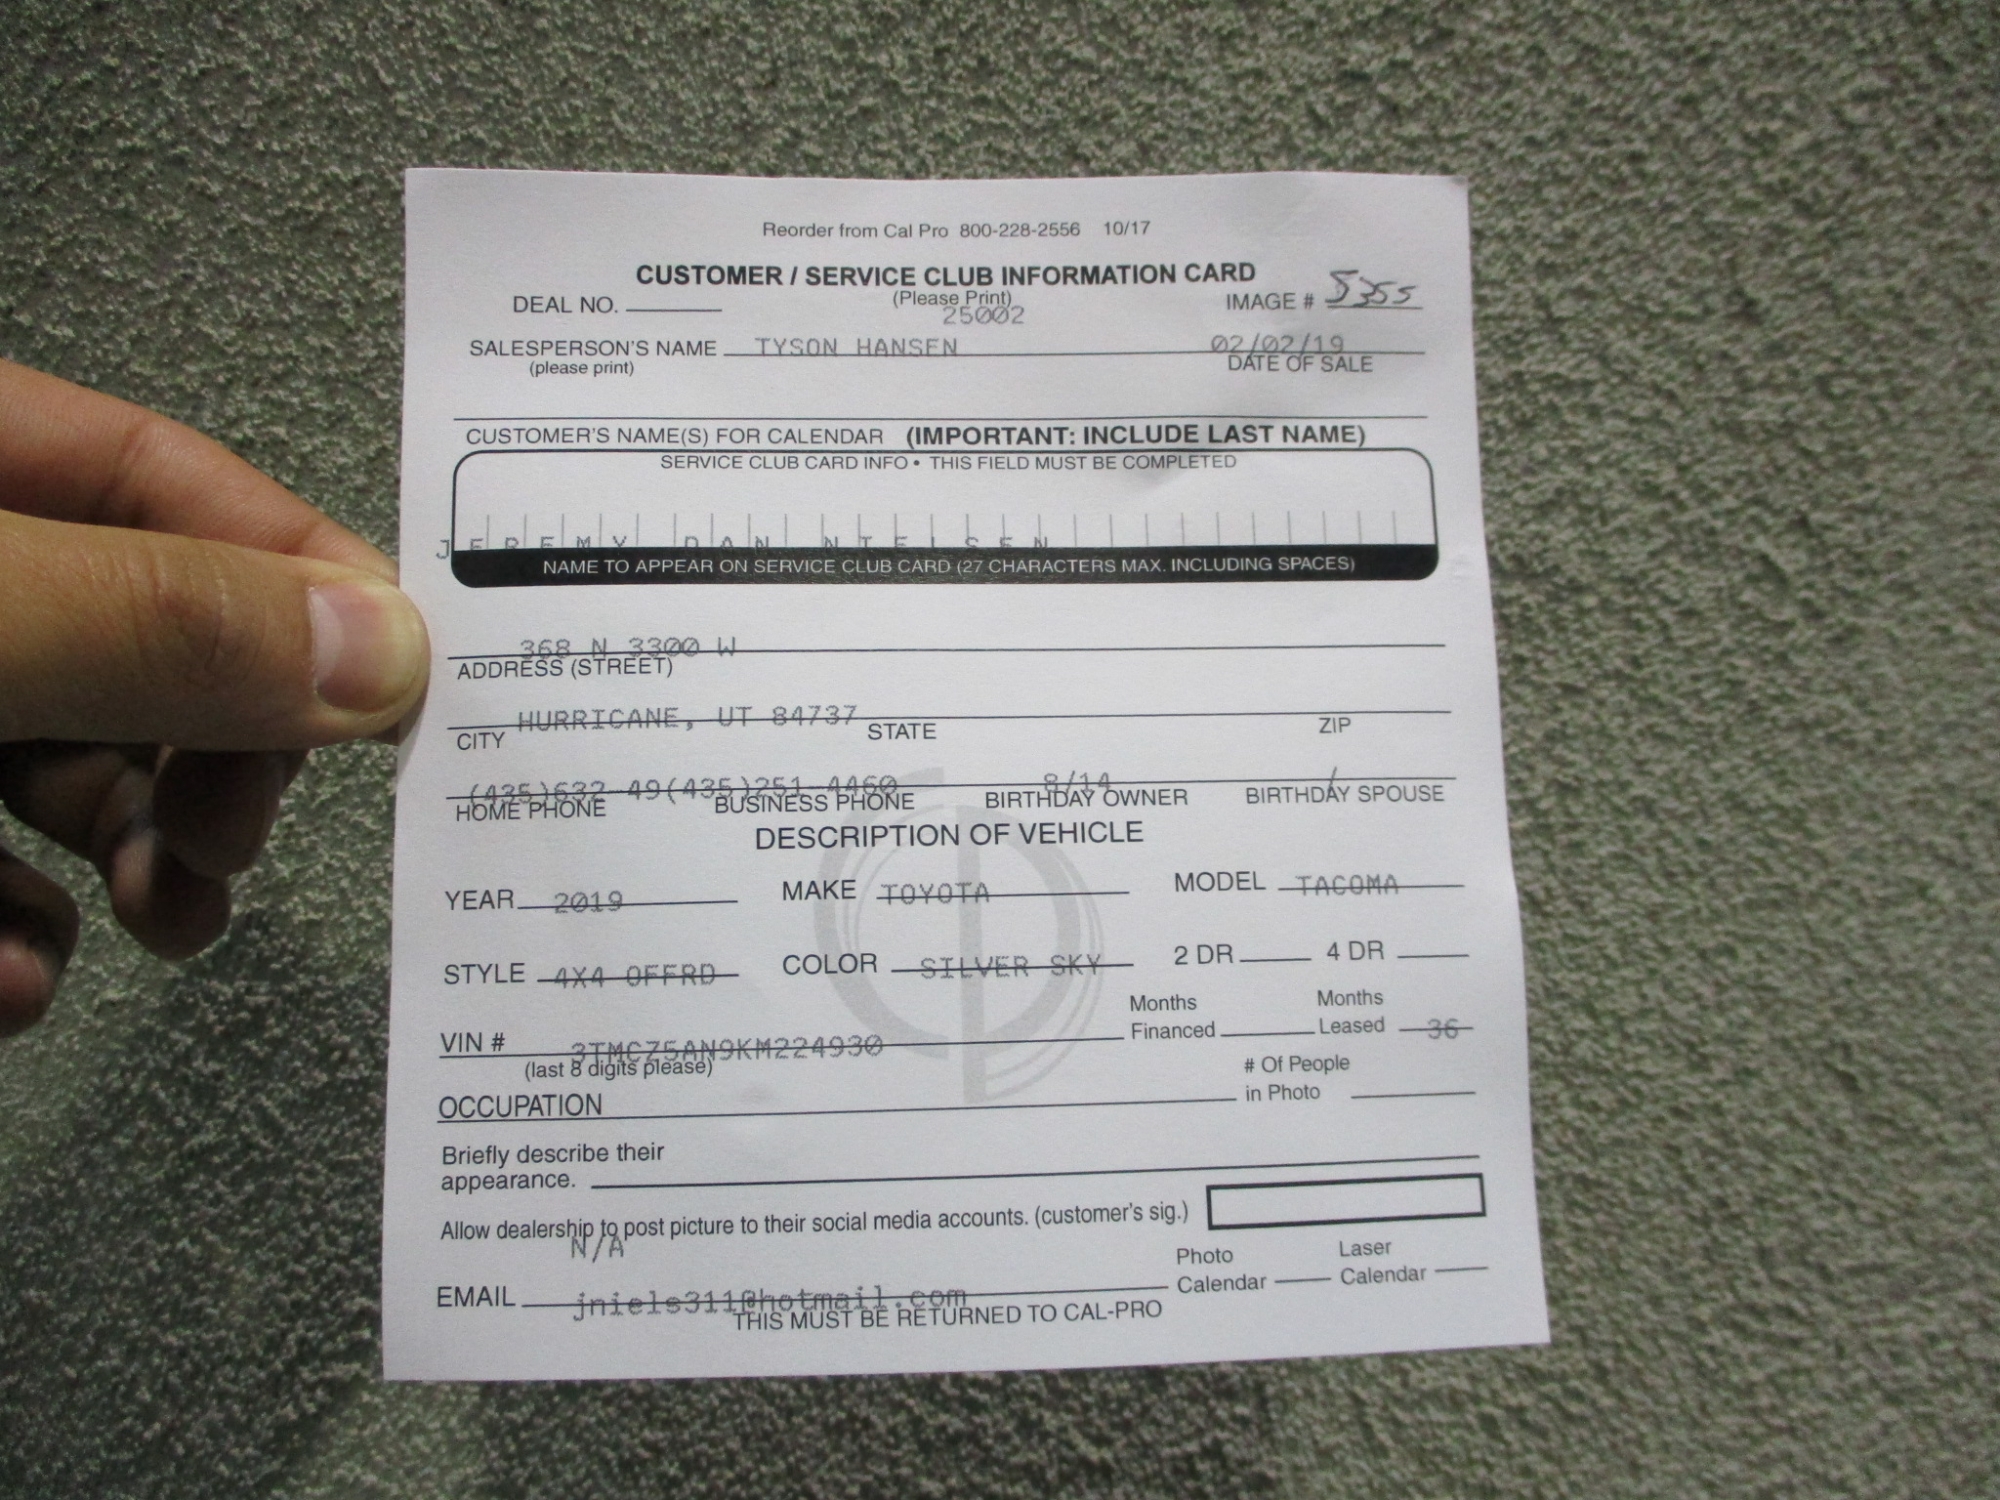 Reorder from Cal Pro 800-228-2556 10/17
CUSTOMER / SERVICE CLUB INFORMATION CARD
DEAL NO. (Please Print) IMAGE # 5355
25002
SALESPERSON'S NAME TYSON HANSEN 02/02/19
(please print) DATE OF SALE
CUSTOMER'S NAME(S) FOR CALENDAR (IMPORTANT: INCLUDE LAST NAME)
SERVICE CLUB CARD INFO • THIS FIELD MUST BE COMPLETED
JEREMY DAN NIELSEN
NAME TO APPEAR ON SERVICE CLUB CARD (27 CHARACTERS MAX. INCLUDING SPACES)
368 N 3300 W
ADDRESS (STREET)
HURRICANE, UT 84737
CITY STATE ZIP
(435)632-49(435)251-4460 8/14 /
HOME PHONE BUSINESS PHONE BIRTHDAY OWNER BIRTHDAY SPOUSE
DESCRIPTION OF VEHICLE
YEAR 2019 MAKE TOYOTA MODEL TACOMA
STYLE 4X4 OFFRD COLOR SILVER SKY 2 DR 4 DR
Months Months
VIN # 3TMCZ5AN9KM224930 Financed Leased 36
(last 8 digits please) # Of People
OCCUPATION in Photo
Briefly describe their
appearance.
Allow dealership to post picture to their social media accounts. (customer's sig.)
N/A Photo Laser
EMAIL jniels311@hotmail.com Calendar Calendar
THIS MUST BE RETURNED TO CAL-PRO